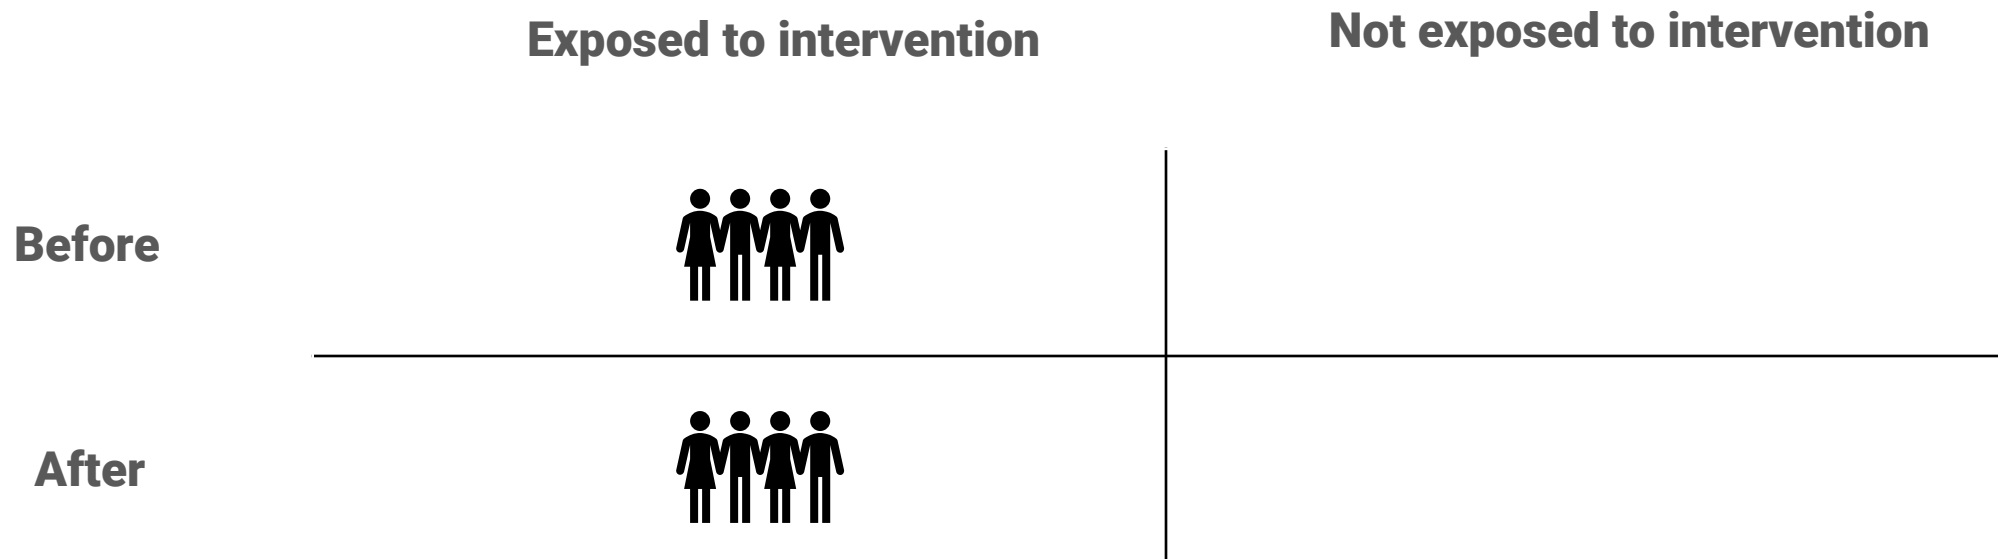 Exposed to intervention
Not exposed to intervention
Before
After